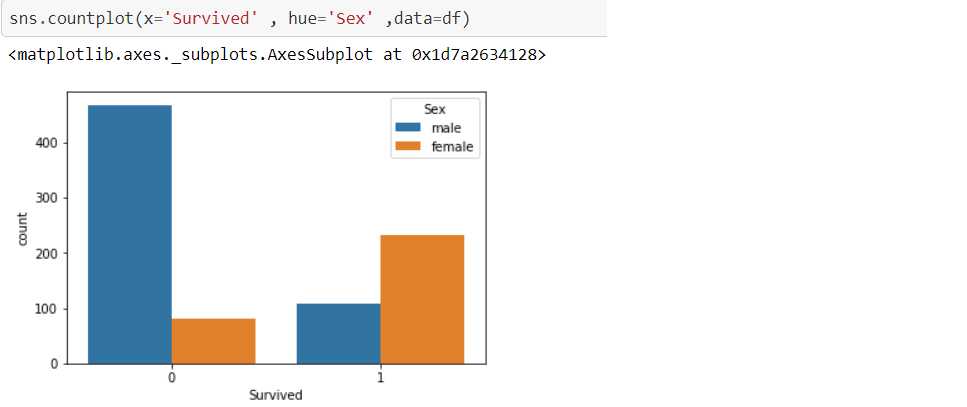 sns.countplot(x='Survived' , hue='Sex' ,data=df)
<matplotlib.axes._subplots.AxesSubplot at 0x1d7a2634128>
Sex
male
female
400
300
200
100
0
count
0 1
Survived